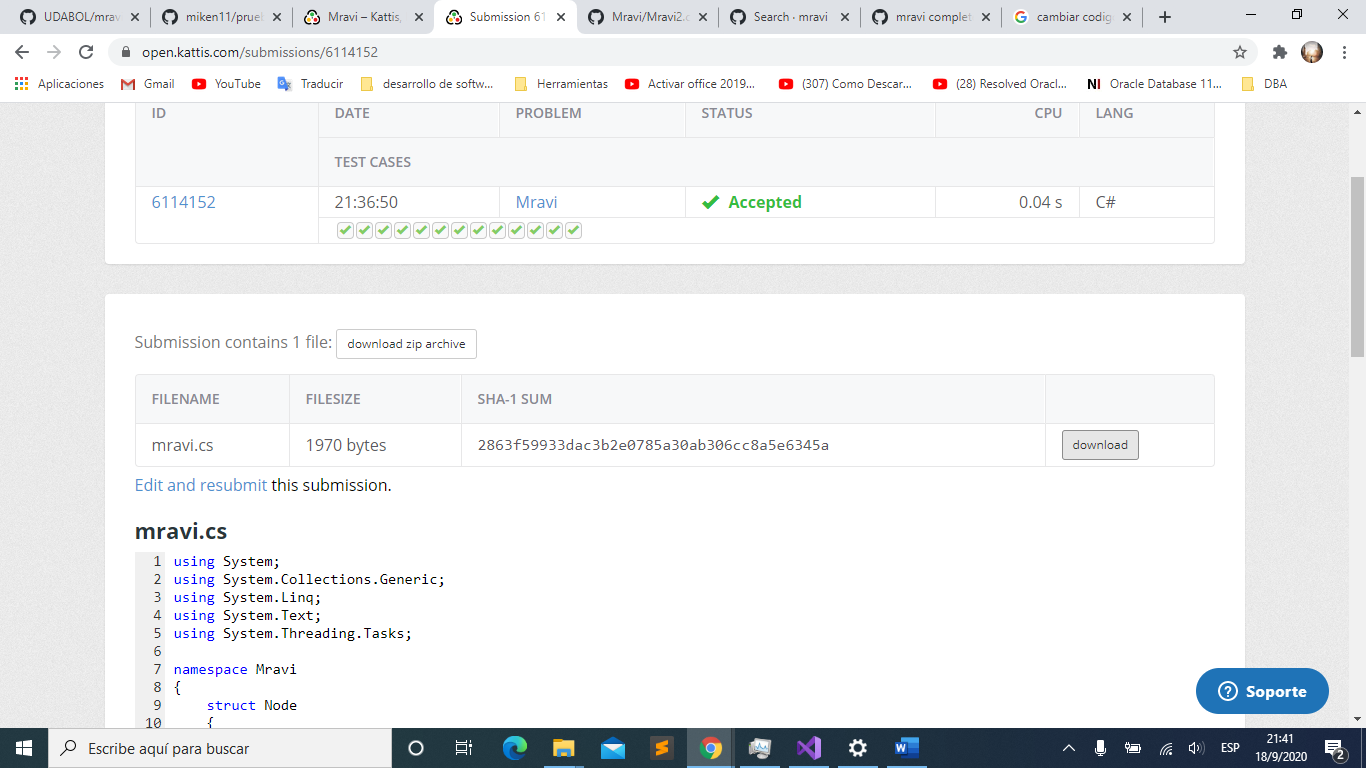 UDABOL/mrav
miken11/prue
Mravi – Kattis,
Submission 61
Mravi/Mravi2.c
Search · mravi
mravi complet
cambiar codig
open.kattis.com/submissions/6114152
Aplicaciones
Gmail
YouTube
Traducir
desarrollo de softw...
Herramientas
Activar office 2019...
(307) Como Descar...
(28) Resolved Oracl...
NI Oracle Database 11...
DBA
ID DATE PROBLEM STATUS CPU LANG
TEST CASES
6114152 21:36:50 Mravi Accepted 0.04 s C#
Submission contains 1 file: download zip archive
FILENAME FILESIZE SHA-1 SUM
mravi.cs 1970 bytes 2863f59933dac3b2e0785a30ab306cc8a5e6345a download
Edit and resubmit this submission.
mravi.cs
1 using System;
2 using System.Collections.Generic;
3 using System.Linq;
4 using System.Text;
5 using System.Threading.Tasks;
6
7 namespace Mravi
8 {
9 struct Node
10 {
Soporte
Escribe aquí para buscar
ESP
21:41
18/9/2020
2